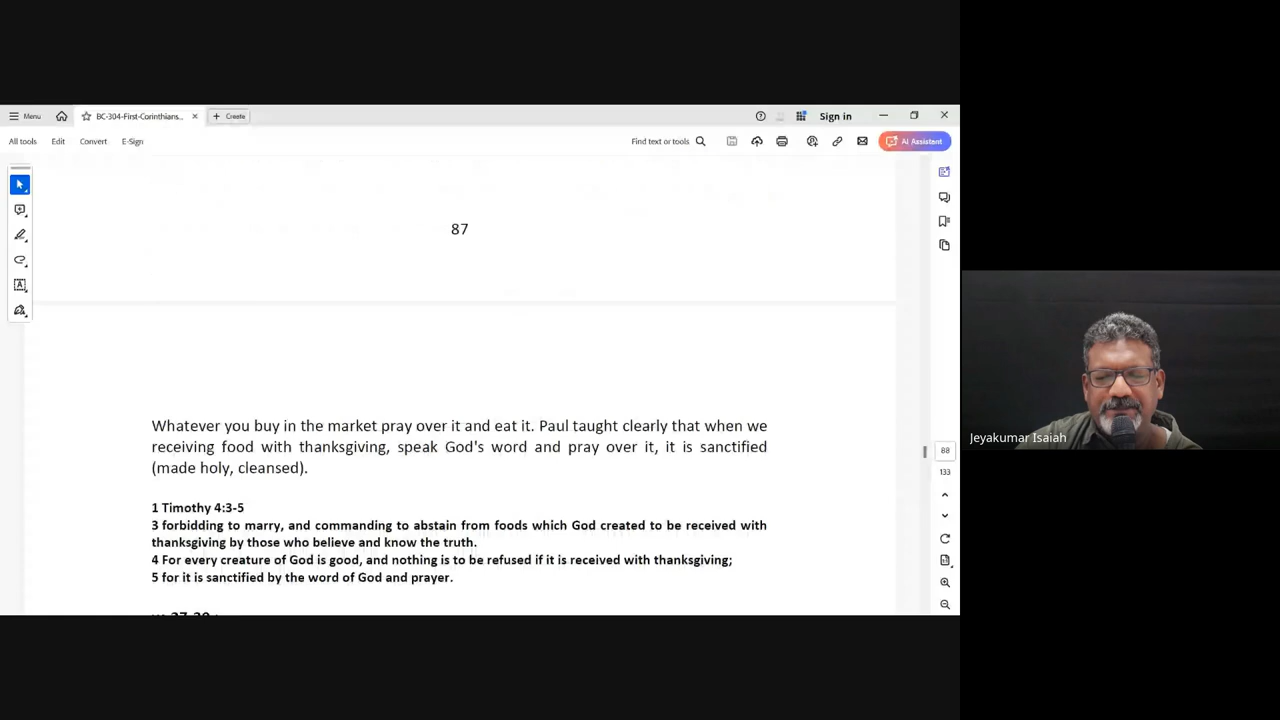 Menu
BC-304-First-Corinthians...
Create
Sign in
All tools
Edit
Convert
E-Sign
Find text or tools
AI Assistant
87
Whatever you buy in the market pray over it and eat it. Paul taught clearly that when we
receiving food with thanksgiving, speak God's word and pray over it, it is sanctified
(made holy, cleansed).
1 Timothy 4:3-5
3 forbidding to marry, and commanding to abstain from foods which God created to be received with
thanksgiving by those who believe and know the truth.
4 For every creature of God is good, and nothing is to be refused if it is received with thanksgiving;
5 for it is sanctified by the word of God and prayer.
88
133
Jeyakumar Isaiah